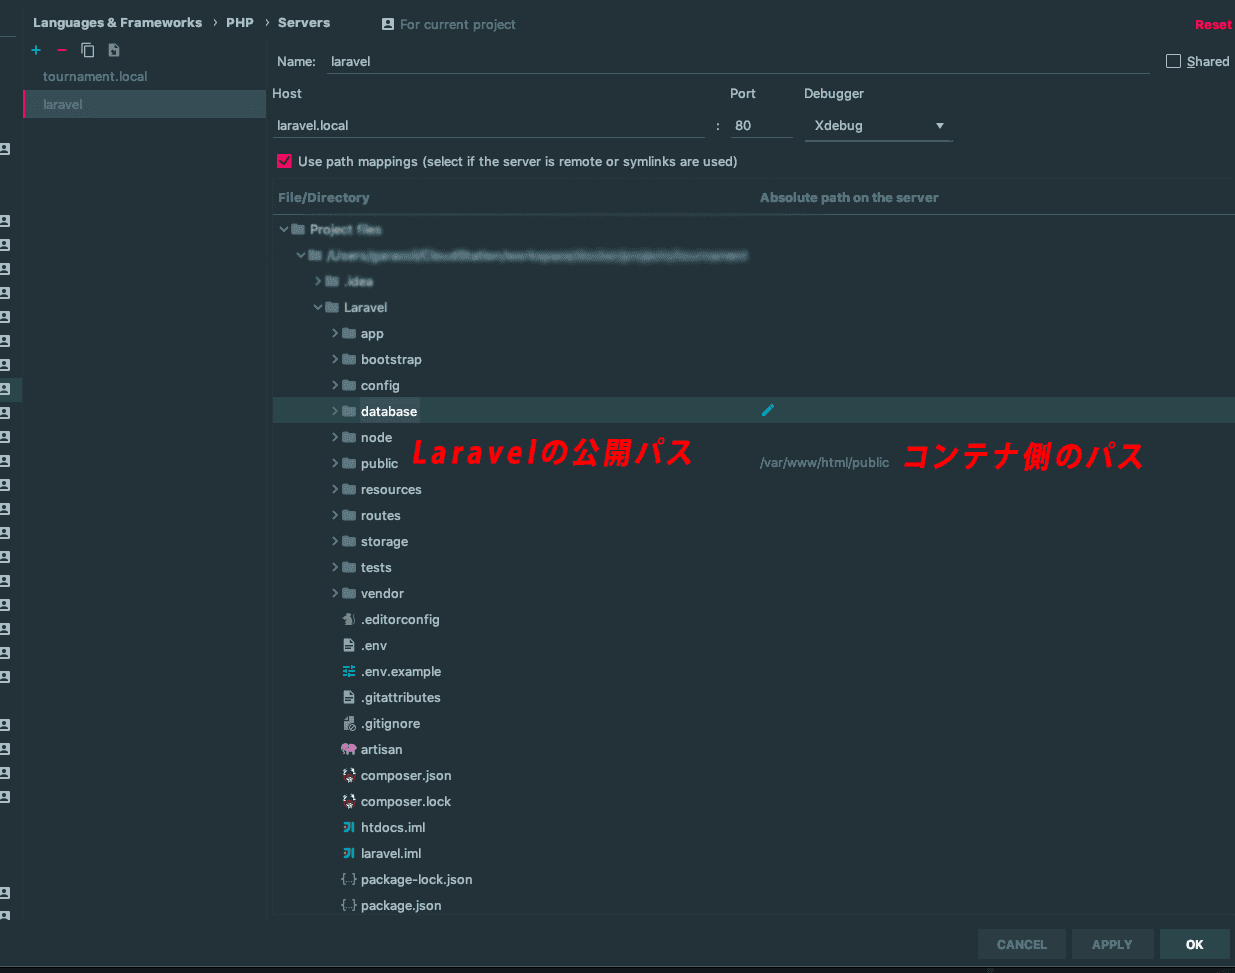 Languages & Frameworks › PHP › Servers For current project Reset
tournament.local
laravel
Name: laravel Shared
Host Port Debugger
laravel.local : 80 Xdebug
Use path mappings (select if the server is remote or symlinks are used)
File/Directory Absolute path on the server
Project files
.idea
Laravel
app
bootstrap
config
database
node
public Laravelの公開パス /var/www/html/public コンテナ側のパス
resources
routes
storage
tests
vendor
.editorconfig
.env
.env.example
.gitattributes
.gitignore
artisan
composer.json
composer.lock
htdocs.iml
laravel.iml
package-lock.json
package.json
CANCEL APPLY OK